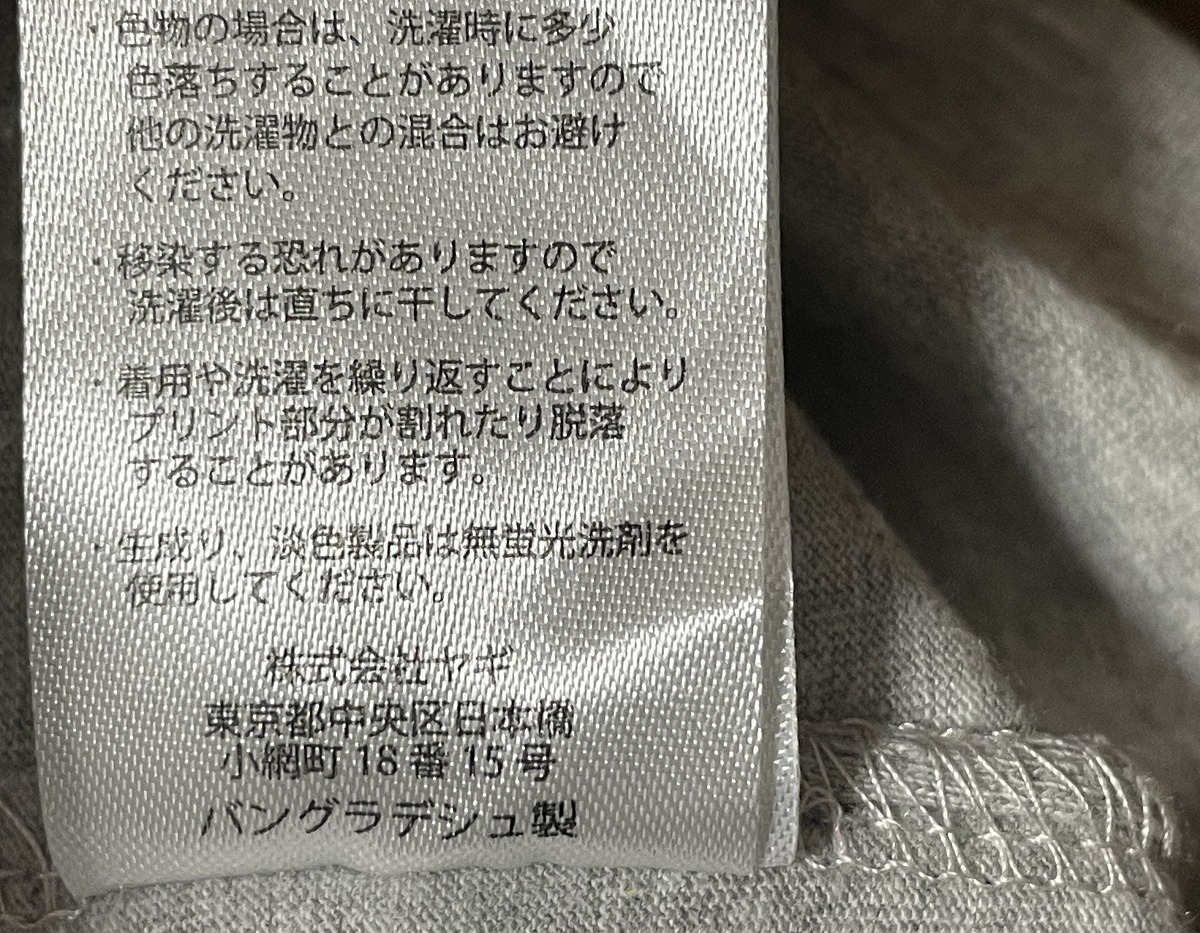 ・色物の場合は、洗濯時に多少
色落ちすることがありますので
他の洗濯物との混合はお避け
ください。
・移染する恐れがありますので
洗濯後は直ちに干してください。
・着用や洗濯を繰り返すことにより
プリント部分が割れたり脱落
することがあります。
・生成り、淡色製品は無蛍光洗剤を
使用してください。
株式会社ヤギ
東京都中央区日本橋
小網町 18 番 15 号
バングラデシュ製